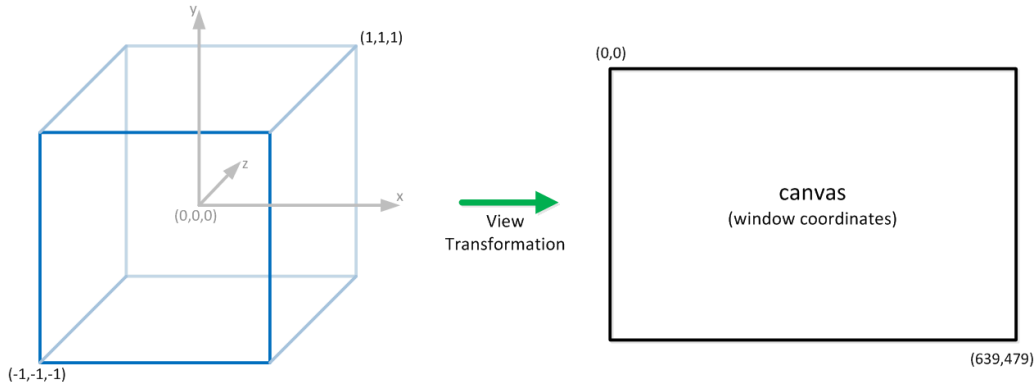 y
(1,1,1)
z
x
(0,0,0)
(-1,-1,-1)
View
Transformation
(0,0)
canvas
(window coordinates)
(639,479)